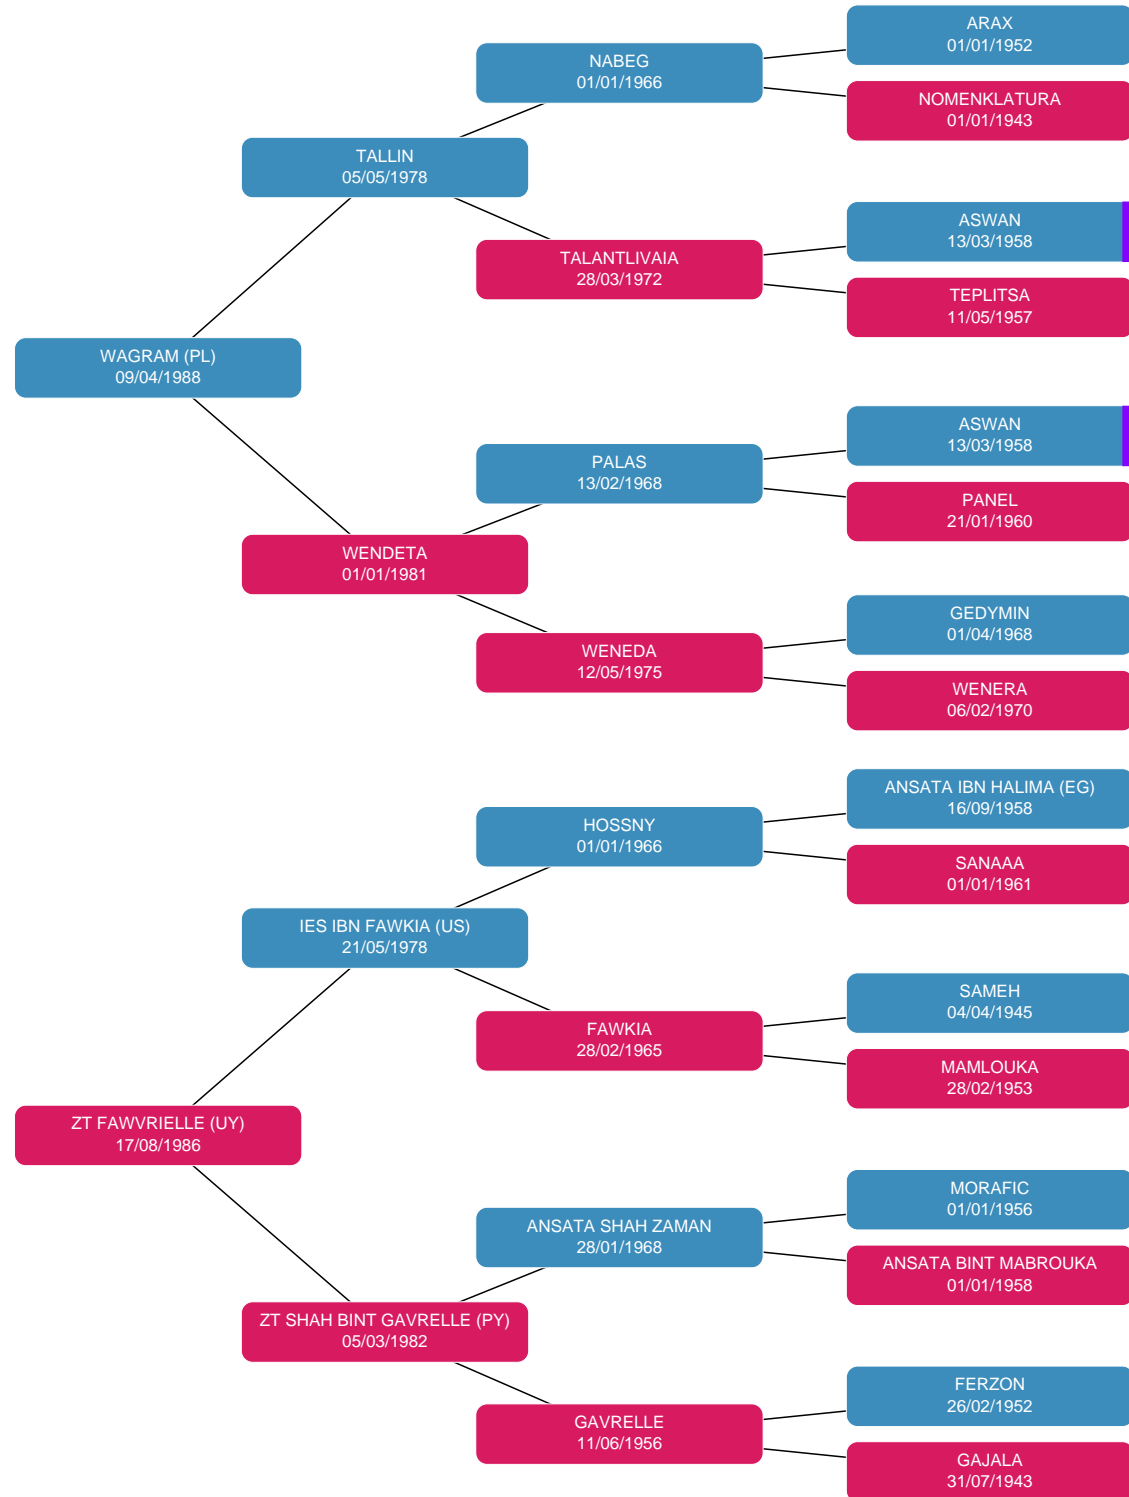 ARAX
01/01/1952
NABEG
01/01/1966
NOMENKLATURA
01/01/1943
TALLIN
05/05/1978
ASWAN
13/03/1958
TALANTLIVAIA
28/03/1972
TEPLITSA
11/05/1957
WAGRAM (PL)
09/04/1988
ASWAN
13/03/1958
PALAS
13/02/1968
PANEL
21/01/1960
WENDETA
01/01/1981
GEDYMIN
01/04/1968
WENEDA
12/05/1975
WENERA
06/02/1970
ANSATA IBN HALIMA (EG)
16/09/1958
HOSSNY
01/01/1966
SANAAA
01/01/1961
IES IBN FAWKIA (US)
21/05/1978
SAMEH
04/04/1945
FAWKIA
28/02/1965
MAMLOUKA
28/02/1953
ZT FAWVRIELLE (UY)
17/08/1986
MORAFIC
01/01/1956
ANSATA SHAH ZAMAN
28/01/1968
ANSATA BINT MABROUKA
01/01/1958
ZT SHAH BINT GAVRELLE (PY)
05/03/1982
FERZON
26/02/1952
GAVRELLE
11/06/1956
GAJALA
31/07/1943